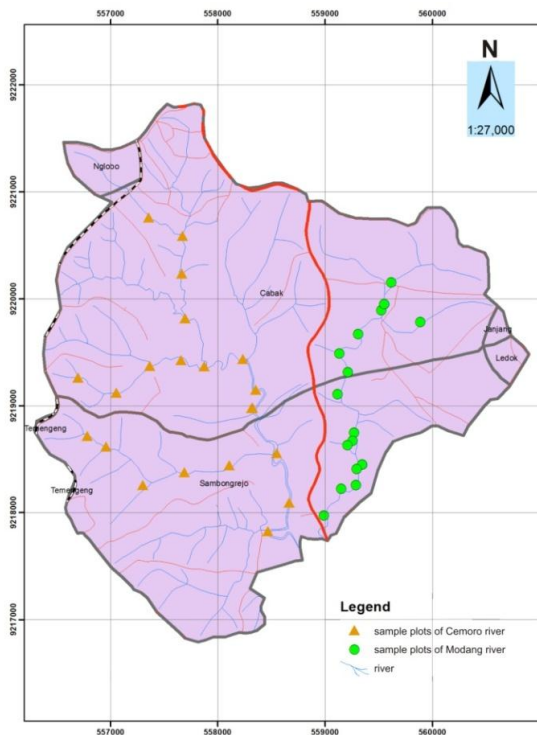 557000 558000 559000 560000
N
1:27,000
9222000
9221000
9220000
9219000
9218000
9217000
Nglobo
Cabak
Janjang
Ledok
Temengeng
Temengeng
Sambongrejo
Legend
sample plots of Cemoro river
sample plots of Modang river
river
557000 558000 559000 560000